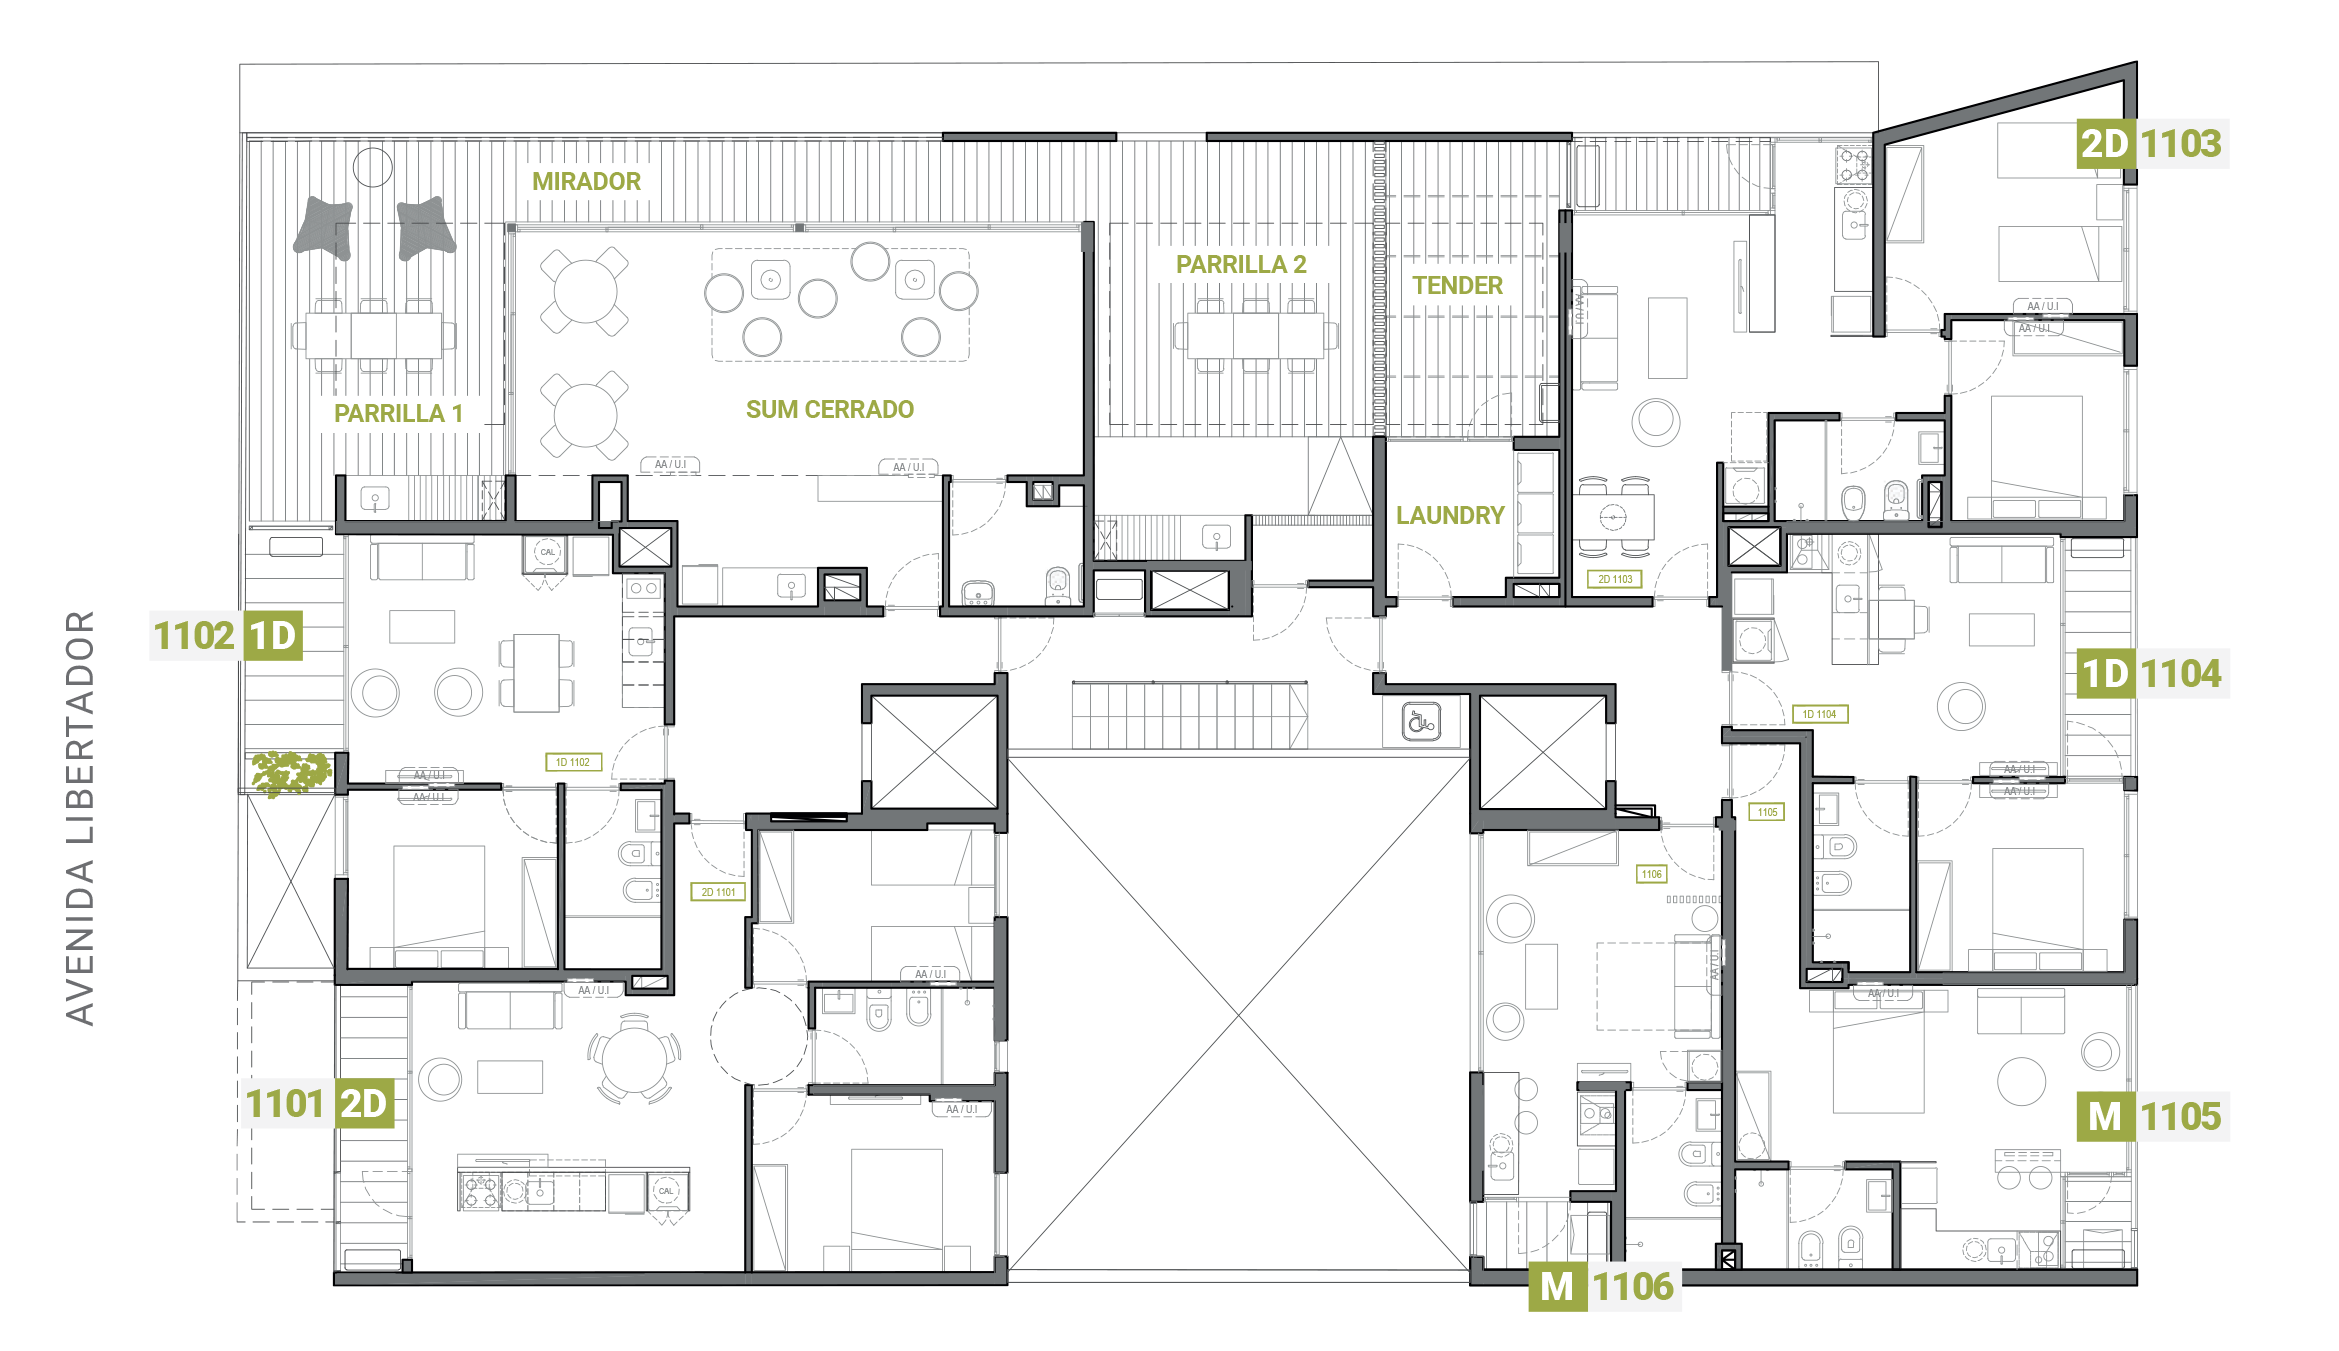 2D 1103
MIRADOR
PARRILLA 2
TENDER
AA / U.I
AA / U.I
AA / U.I
PARRILLA 1
SUM CERRADO
AA / U.I
AA / U.I
LAUNDRY
CAL
2D 1103
1102 1D
1D 1104
1D 1104
1D 1102
AA / U.I
AA / U.I
AA / U.I
AA / U.I
1105
AVENIDA LIBERTADOR
1106
2D 1101
AA / U.I
AA / U.I
AA / U.I
AA / U.I
1101 2D
AA / U.I
M 1105
CAL
M 1106